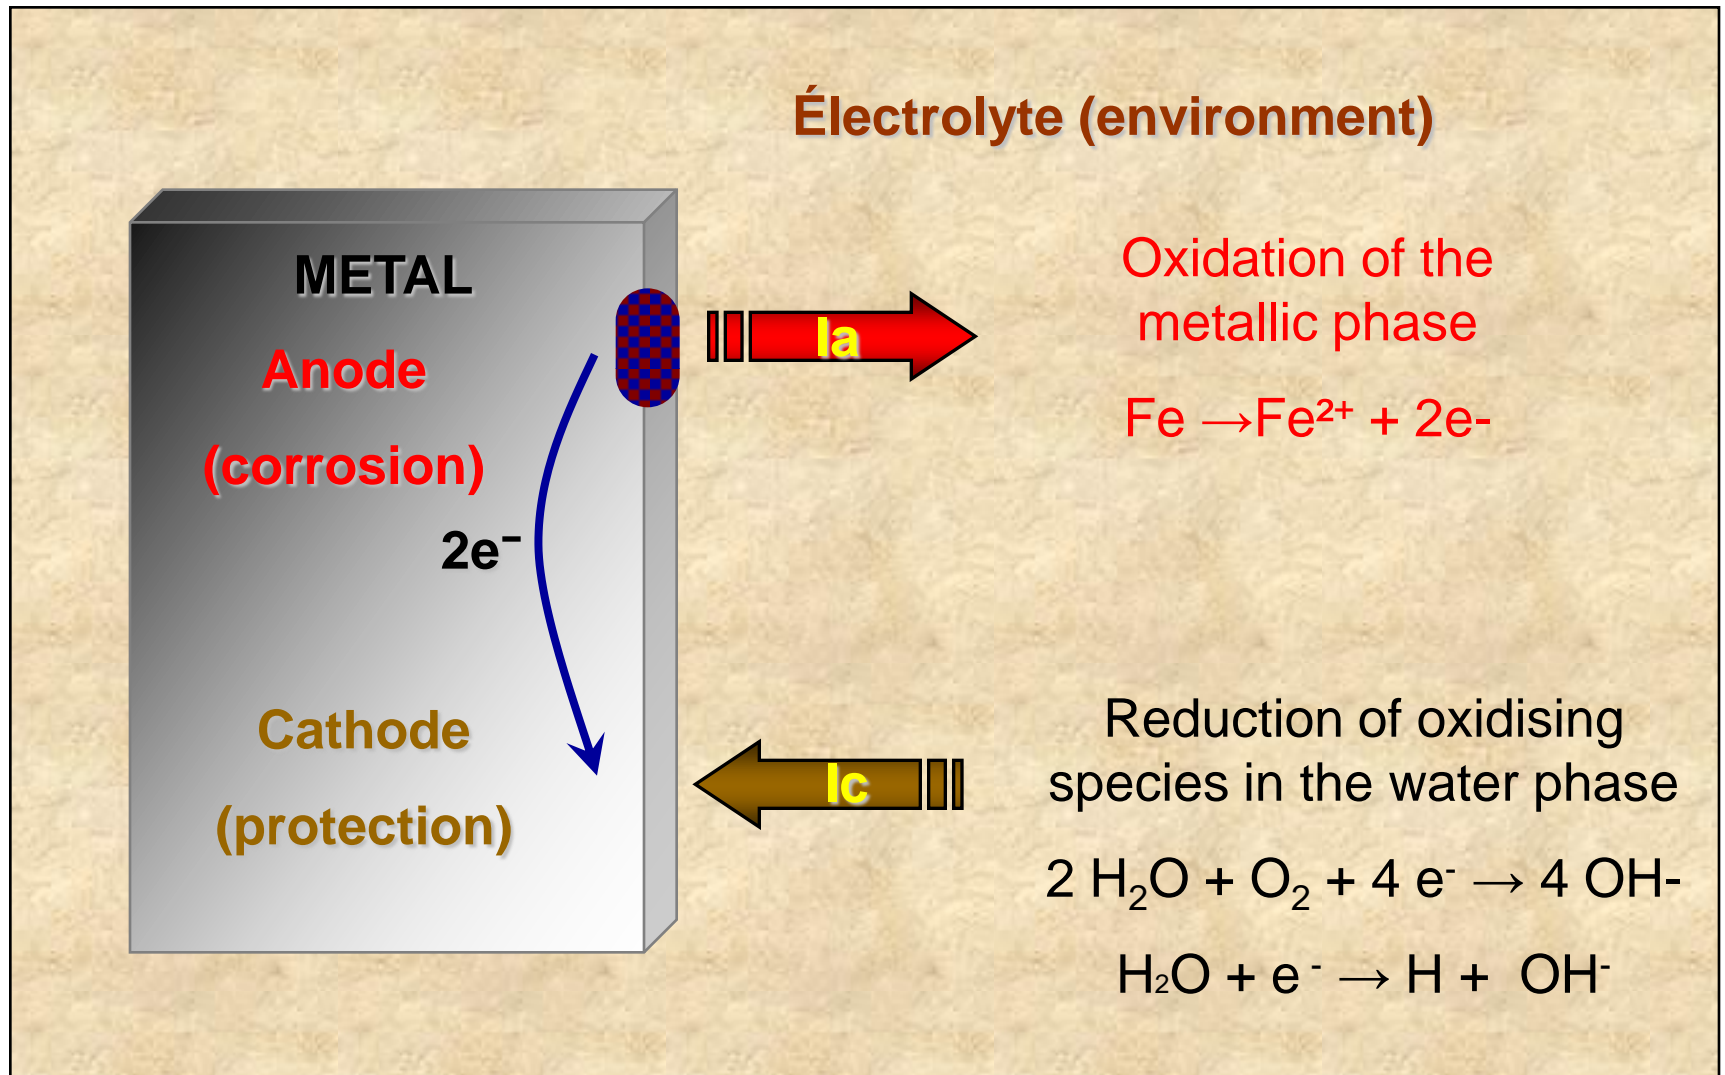 Électrolyte (environment)
METAL
Anode
(corrosion)
2e⁻
Cathode
(protection)
Ia
Oxidation of the
metallic phase
Fe →Fe²⁺ + 2e-
Ic
Reduction of oxidising
species in the water phase
2 H₂O + O₂ + 4 e⁻ → 4 OH-
H₂O + e ⁻ → H + OH⁻